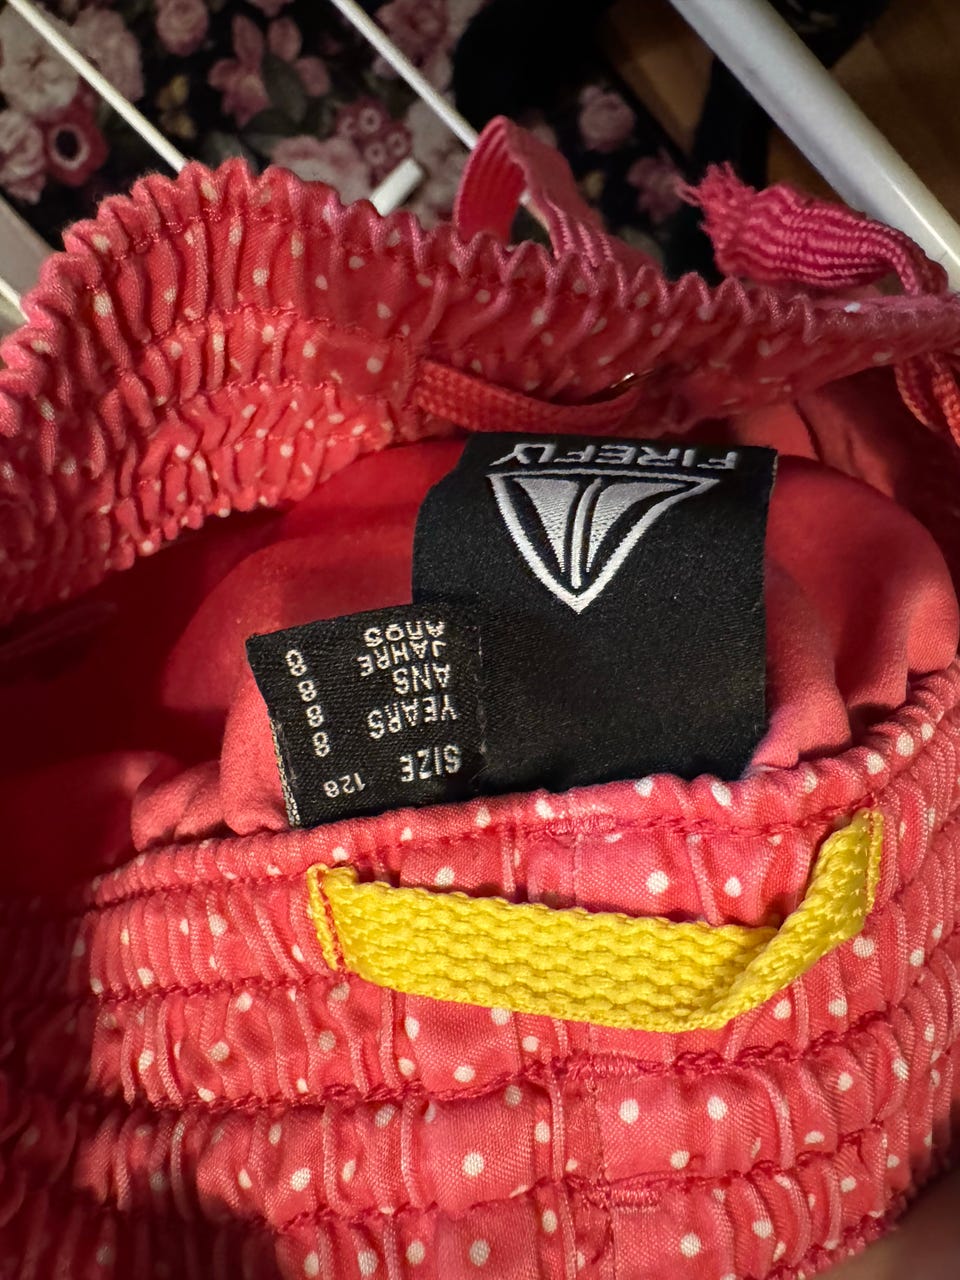 FIREFLY
SIZE 128
YEARS 8
ANS 8
JAHRE 8
AÑOS 8